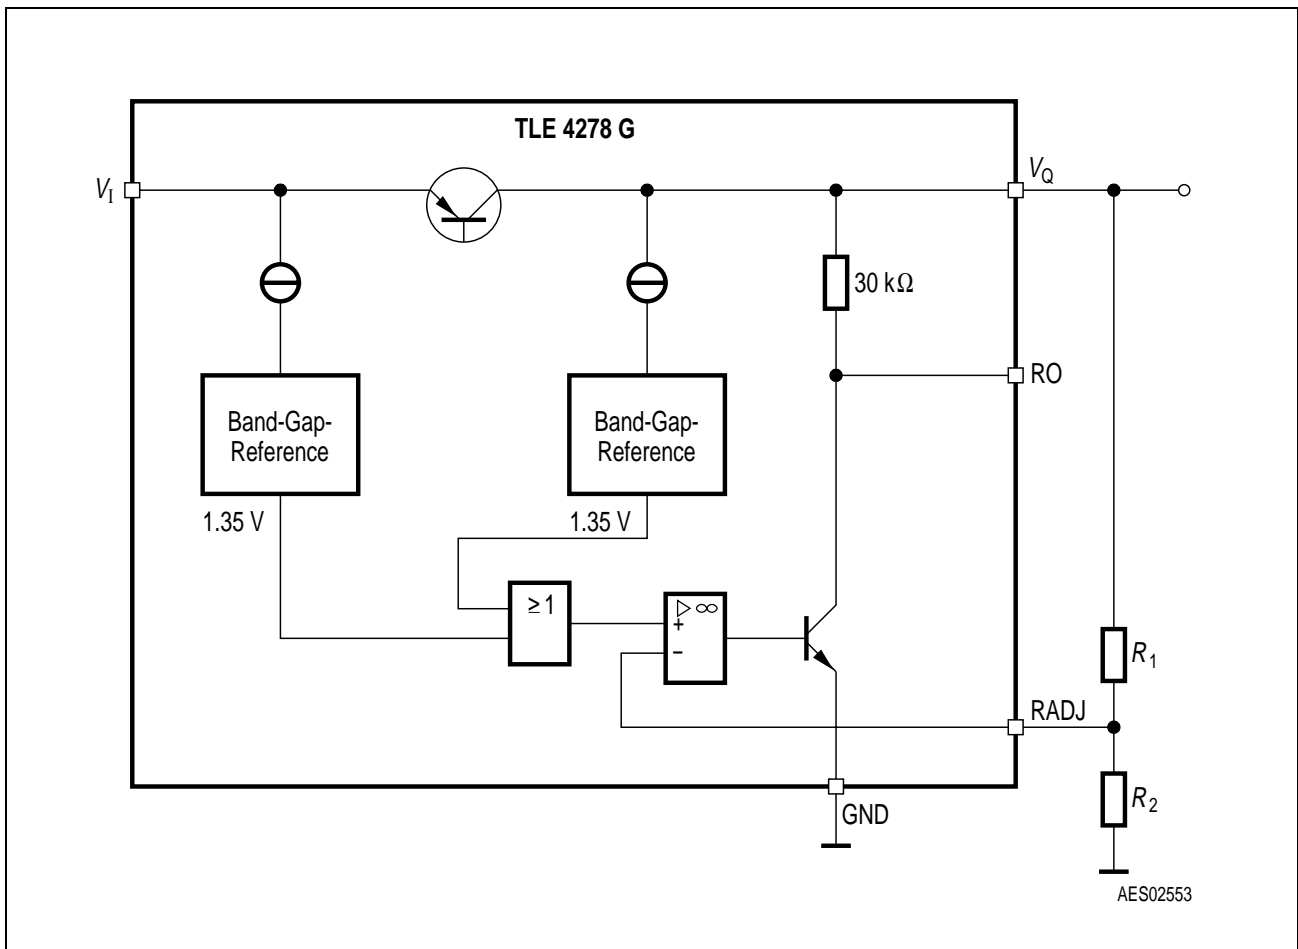 TLE 4278 G
V_I
V_Q
30 kΩ
RO
Band-Gap-
Reference
Band-Gap-
Reference
1.35 V
1.35 V
≥ 1
▷ ∞
+
−
R_1
RADJ
R_2
GND
AES02553